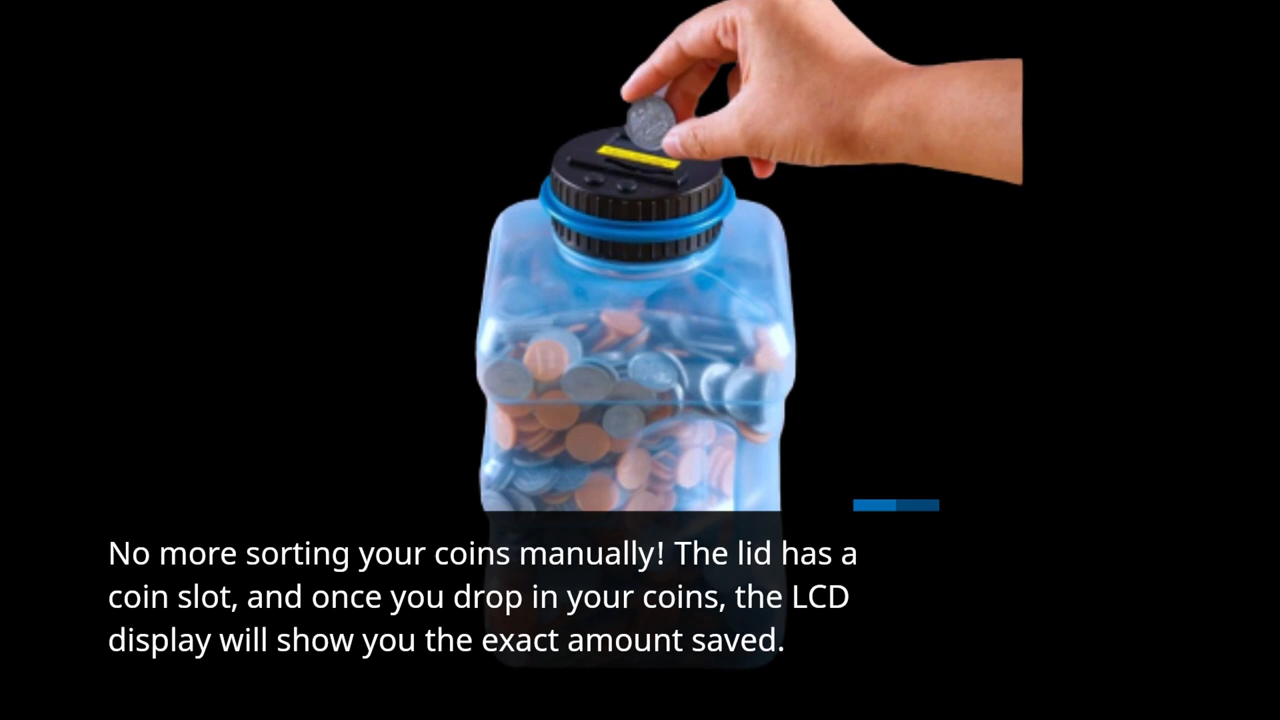 No more sorting your coins manually! The lid has a
coin slot, and once you drop in your coins, the LCD
display will show you the exact amount saved.